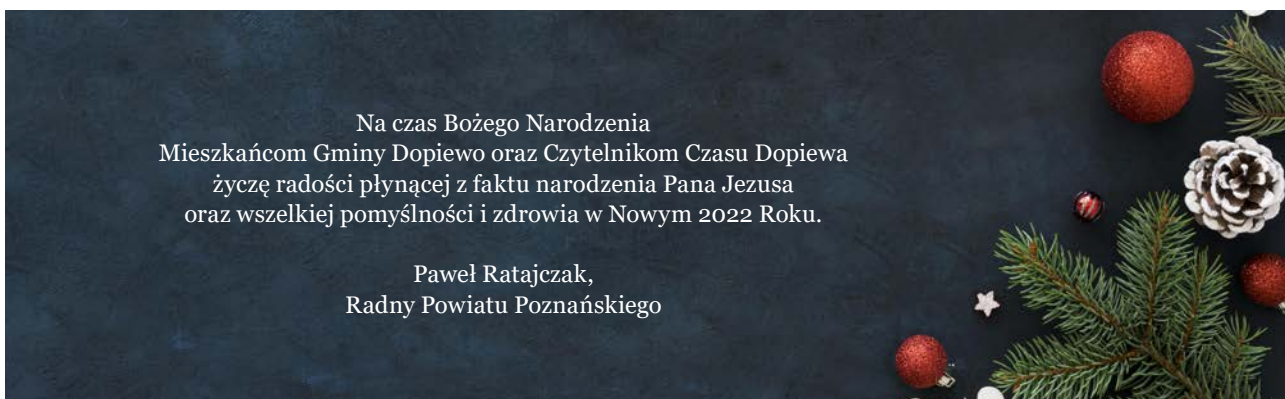 Na czas Bożego Narodzenia
Mieszkańcom Gminy Dopiewo oraz Czytelnikom Czasu Dopiewa
życzę radości płynącej z faktu narodzenia Pana Jezusa
oraz wszelkiej pomyślności i zdrowia w Nowym 2022 Roku.
Paweł Ratajczak,
Radny Powiatu Poznańskiego